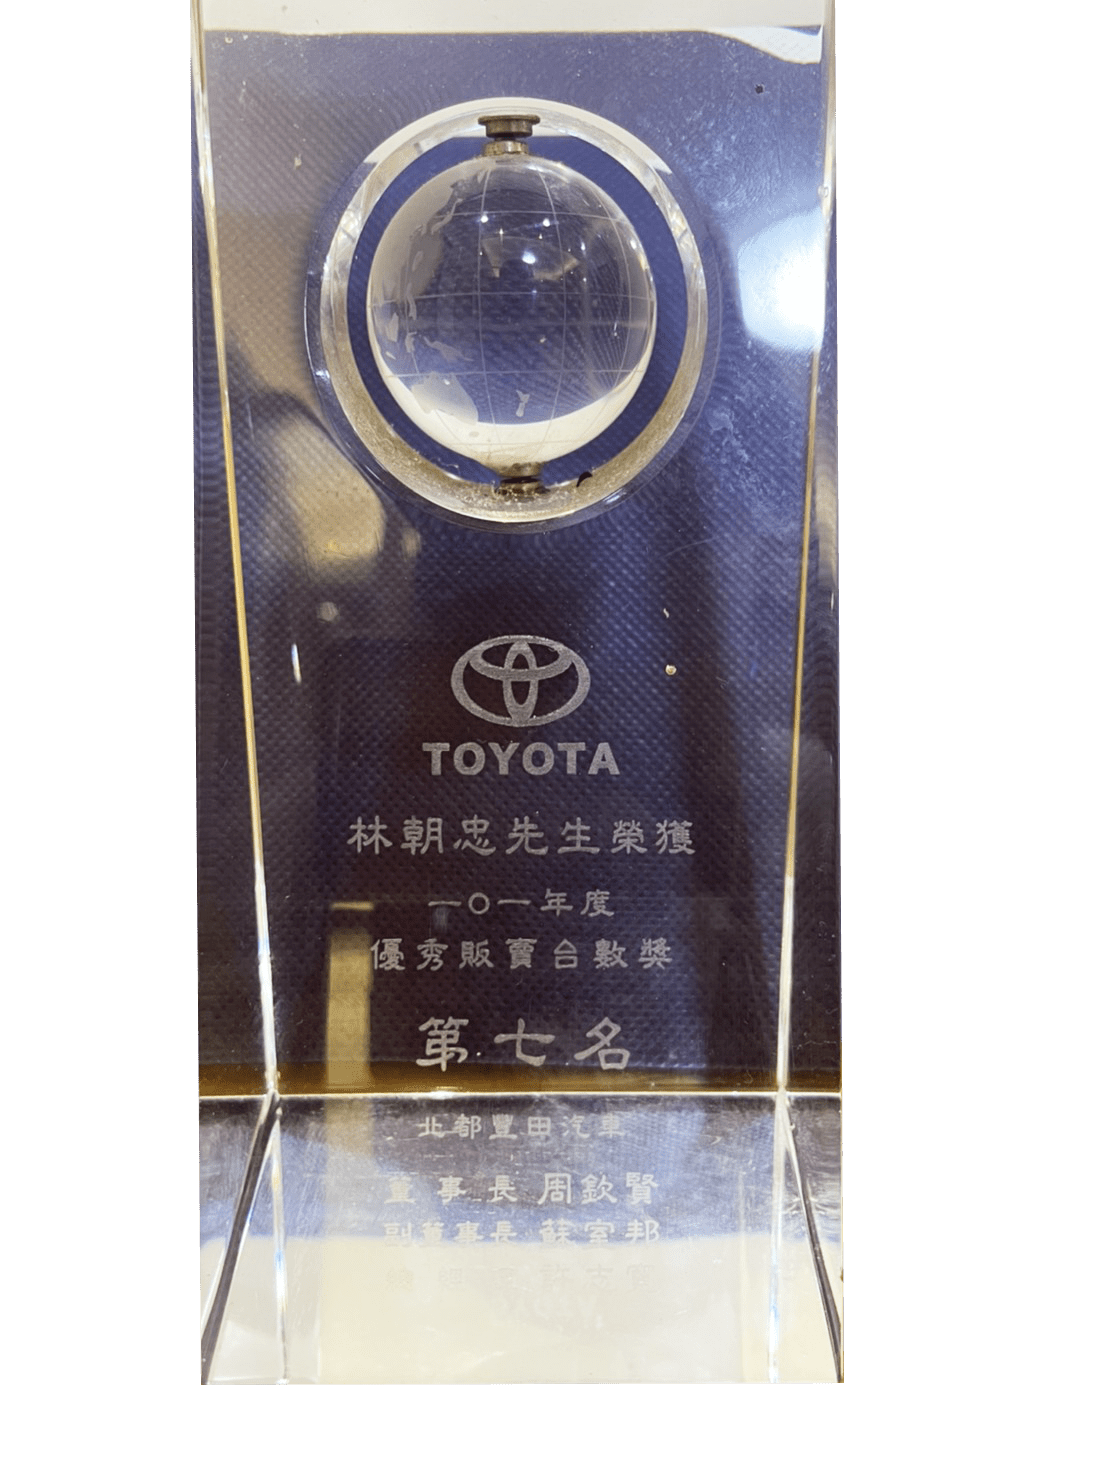 TOYOTA
林朝忠先生榮獲
一○一年度
優秀販賣台數獎
第七名
北都豐田汽車
董事長 周欽賢
副董事長 蘇室邦